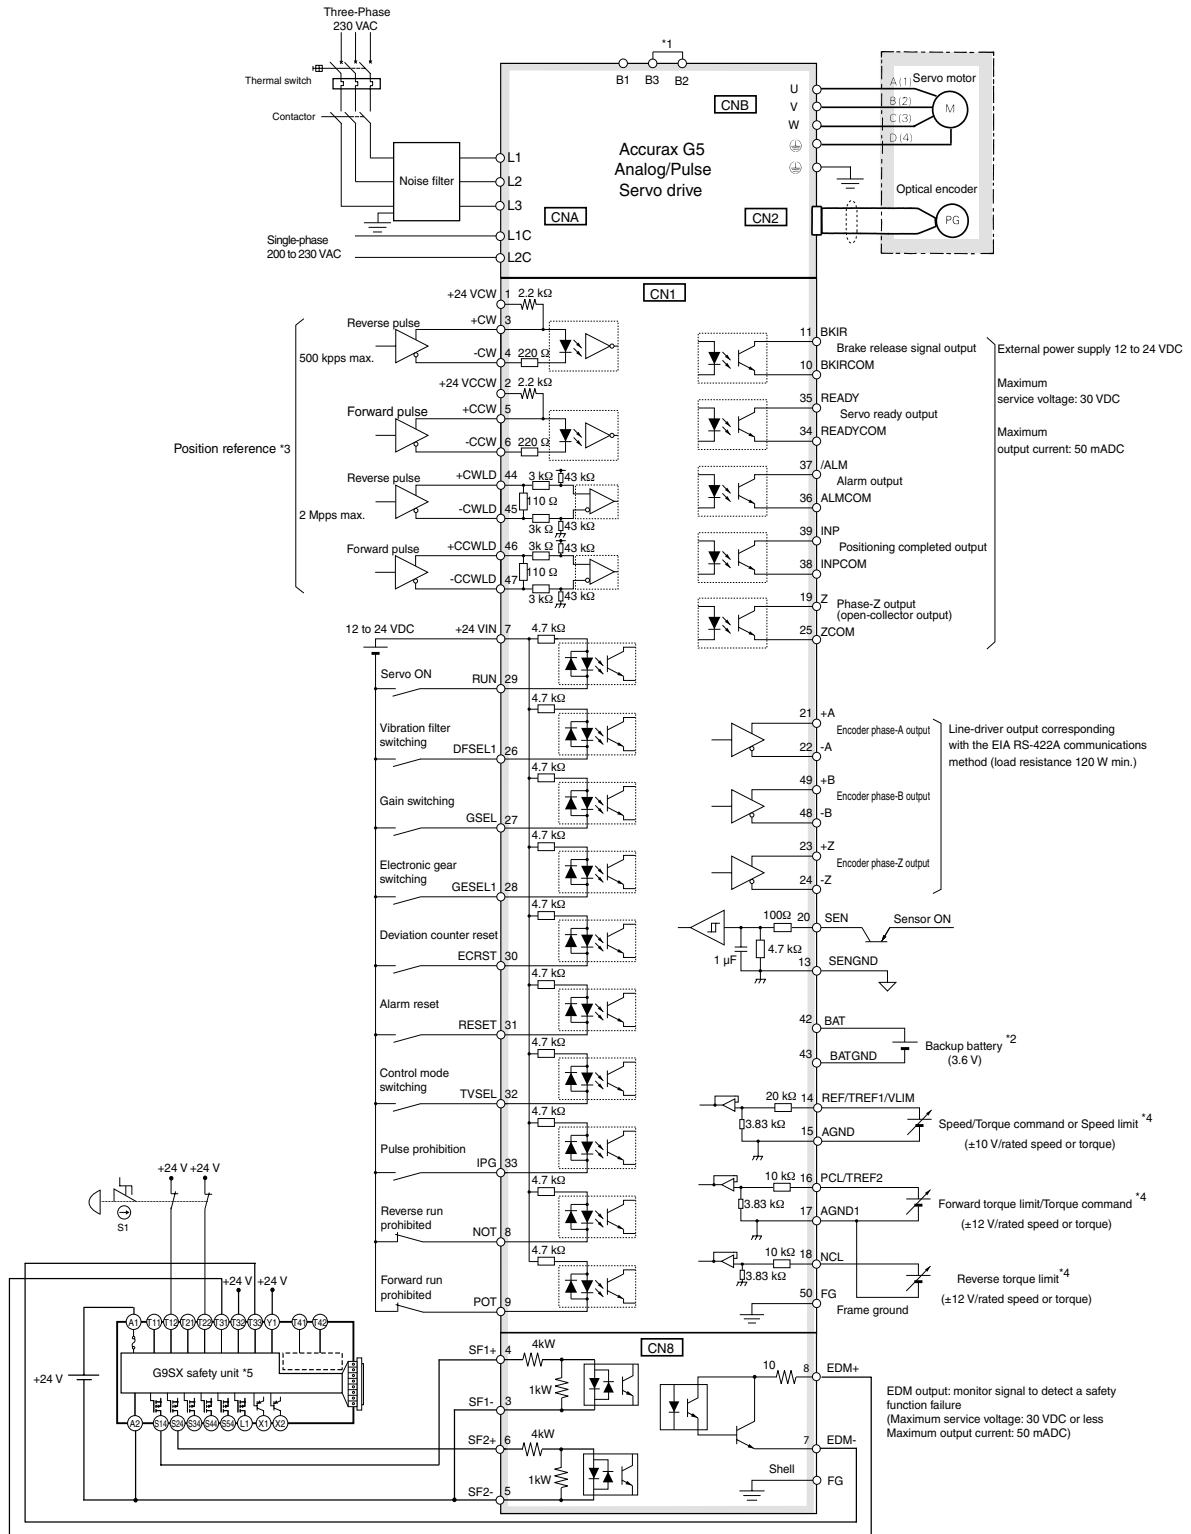 Three-Phase
230 VAC
Thermal switch
Contactor
Noise filter
Single-phase
200 to 230 VAC
L1
L2
L3
L1C
L2C
*1
B1 B3 B2
CNB
Accurax G5
Analog/Pulse
Servo drive
CNA
CN2
U
V
W
A (1)
B (2)
C (3)
D (4)
Servo motor
M
Optical encoder
PG
CN1
Position reference *3
500 kpps max.
2 Mpps max.
+24 VCW 1 2.2 kΩ
Reverse pulse
+CW 3
-CW 4 220 Ω
+24 VCCW 2 2.2 kΩ
Forward pulse
+CCW 5
-CCW 6 220 Ω
Reverse pulse
+CWLD 44 3 kΩ 43 kΩ
110 Ω
-CWLD 45 3k Ω 43 kΩ
Forward pulse
+CCWLD 46 3k Ω 43 kΩ
110 Ω
-CCWLD 47 3 kΩ 43 kΩ
12 to 24 VDC
+24 VIN 7 4.7 kΩ
Servo ON
RUN 29
4.7 kΩ
Vibration filter
switching
DFSEL1 26
4.7 kΩ
Gain switching
GSEL 27
4.7 kΩ
Electronic gear
switching
GESEL1 28
4.7 kΩ
Deviation counter reset
ECRST 30
4.7 kΩ
Alarm reset
RESET 31
4.7 kΩ
Control mode
switching
TVSEL 32
4.7 kΩ
Pulse prohibition
IPG 33
4.7 kΩ
Reverse run
prohibited
NOT 8
4.7 kΩ
Forward run
prohibited
POT 9
11 BKIR
Brake release signal output
10 BKIRCOM
35 READY
Servo ready output
34 READYCOM
37 /ALM
Alarm output
36 ALMCOM
39 INP
Positioning completed output
38 INPCOM
19 Z
Phase-Z output
(open-collector output)
25 ZCOM
External power supply 12 to 24 VDC
Maximum
service voltage: 30 VDC
Maximum
output current: 50 mADC
21 +A
Encoder phase-A output
22 -A
49 +B
Encoder phase-B output
48 -B
23 +Z
Encoder phase-Z output
24 -Z
Line-driver output corresponding
with the EIA RS-422A communications
method (load resistance 120 W min.)
100Ω 20 SEN
Sensor ON
4.7 kΩ
1 µF
13 SENGND
42 BAT
Backup battery *2
(3.6 V)
43 BATGND
20 kΩ 14 REF/TREF1/VLIM
3.83 kΩ
15 AGND
Speed/Torque command or Speed limit *4
(±10 V/rated speed or torque)
10 kΩ 16 PCL/TREF2
3.83 kΩ
17 AGND1
Forward torque limit/Torque command *4
(±12 V/rated speed or torque)
10 kΩ 18 NCL
3.83 kΩ
Reverse torque limit*4
(±12 V/rated speed or torque)
50 FG
Frame ground
+24 V +24 V
S1
+24 V +24 V
A1 T11 T12 T21 T22 T31 T32 T33 Y1 T41 T42
G9SX safety unit *5
+24 V
A2 S14 S24 S34 S44 S54 L1 X1 X2
CN8
SF1+ 4 4kW
1kW
SF1- 3
SF2+ 6 4kW
1kW
SF2- 5
10 8 EDM+
7 EDM-
Shell
FG
EDM output: monitor signal to detect a safety
function failure
(Maximum service voltage: 30 VDC or less
Maximum output current: 50 mADC)